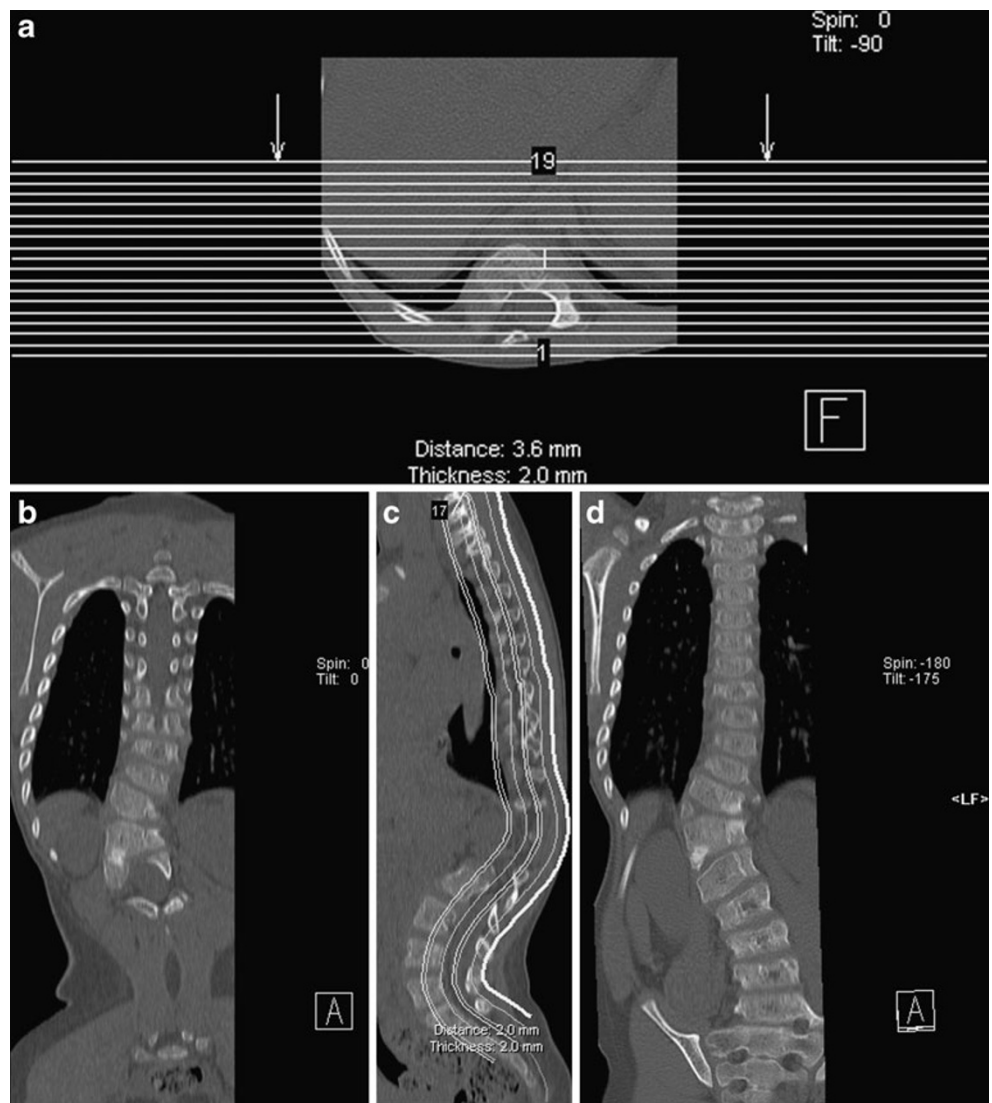 a
Spin: 0
Tilt: -90
19
1
F
Distance: 3.6 mm
Thickness: 2.0 mm
b
Spin: 0
Tilt: 0
A
c
17
Distance: 2.0 mm
Thickness: 2.0 mm
d
Spin: -180
Tilt: -175
<LF>
A